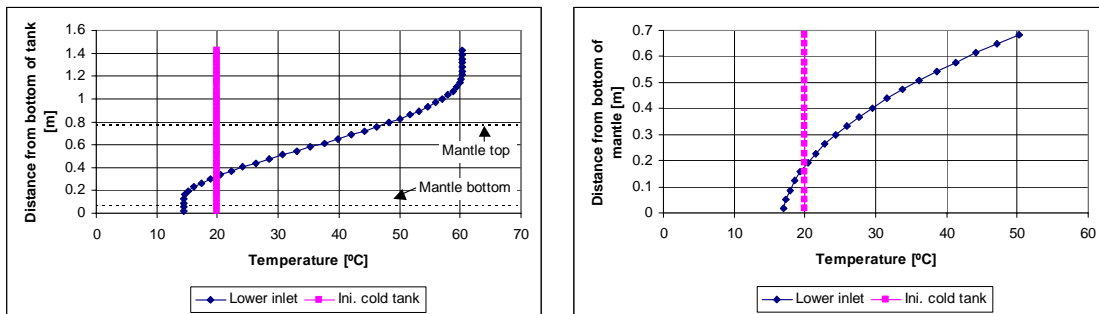 Distance from bottom of tank
[m]
1.6
1.4
1.2
1
0.8
0.6
0.4
0.2
0
Mantle top
Mantle bottom
0 10 20 30 40 50 60 70
Temperature [ºC]
Lower inlet Ini. cold tank
Distance from bottom of
mantle [m]
0.7
0.6
0.5
0.4
0.3
0.2
0.1
0
0 10 20 30 40 50 60
Temperature [ºC]
Lower inlet Ini. cold tank